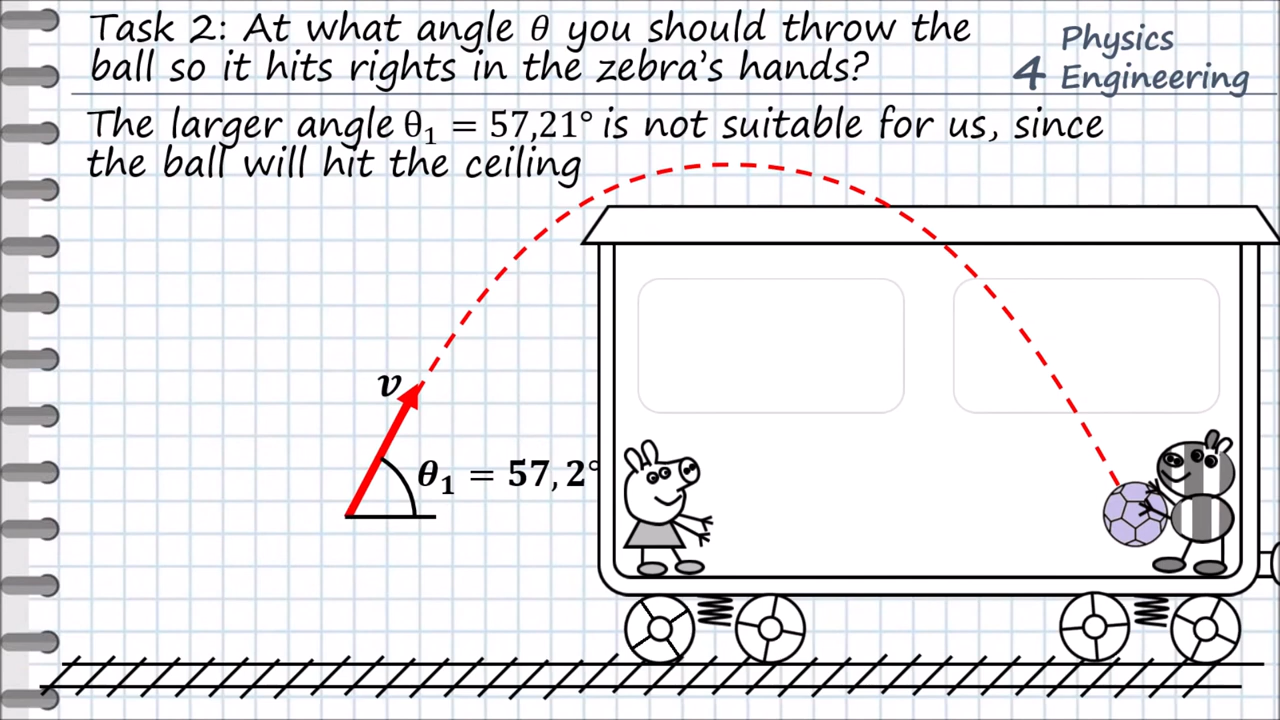 Task 2: At what angle θ you should throw the
ball so it hits rights in the zebra's hands?
Physics
4 Engineering
The larger angle θ₁ = 57,21° is not suitable for us, since
the ball will hit the ceiling
v
θ₁ = 57, 2°